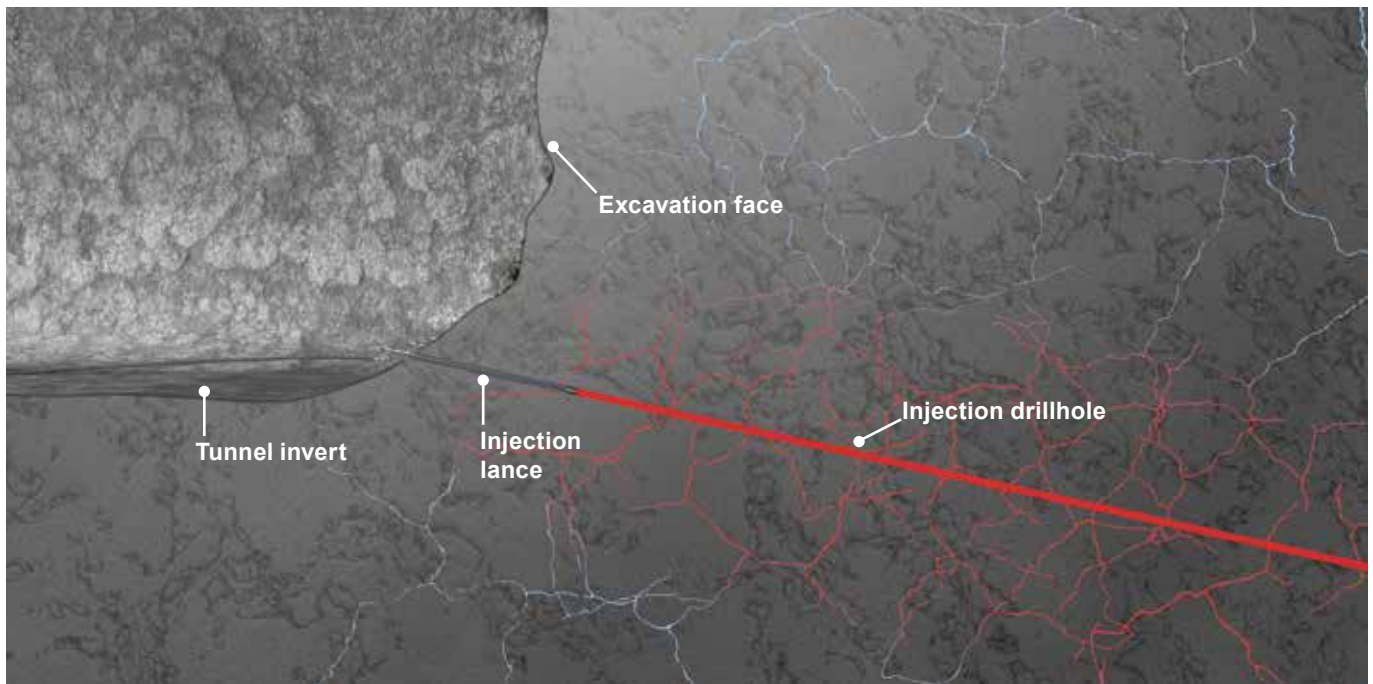 Excavation face
Injection drillhole
Tunnel invert
Injection
lance